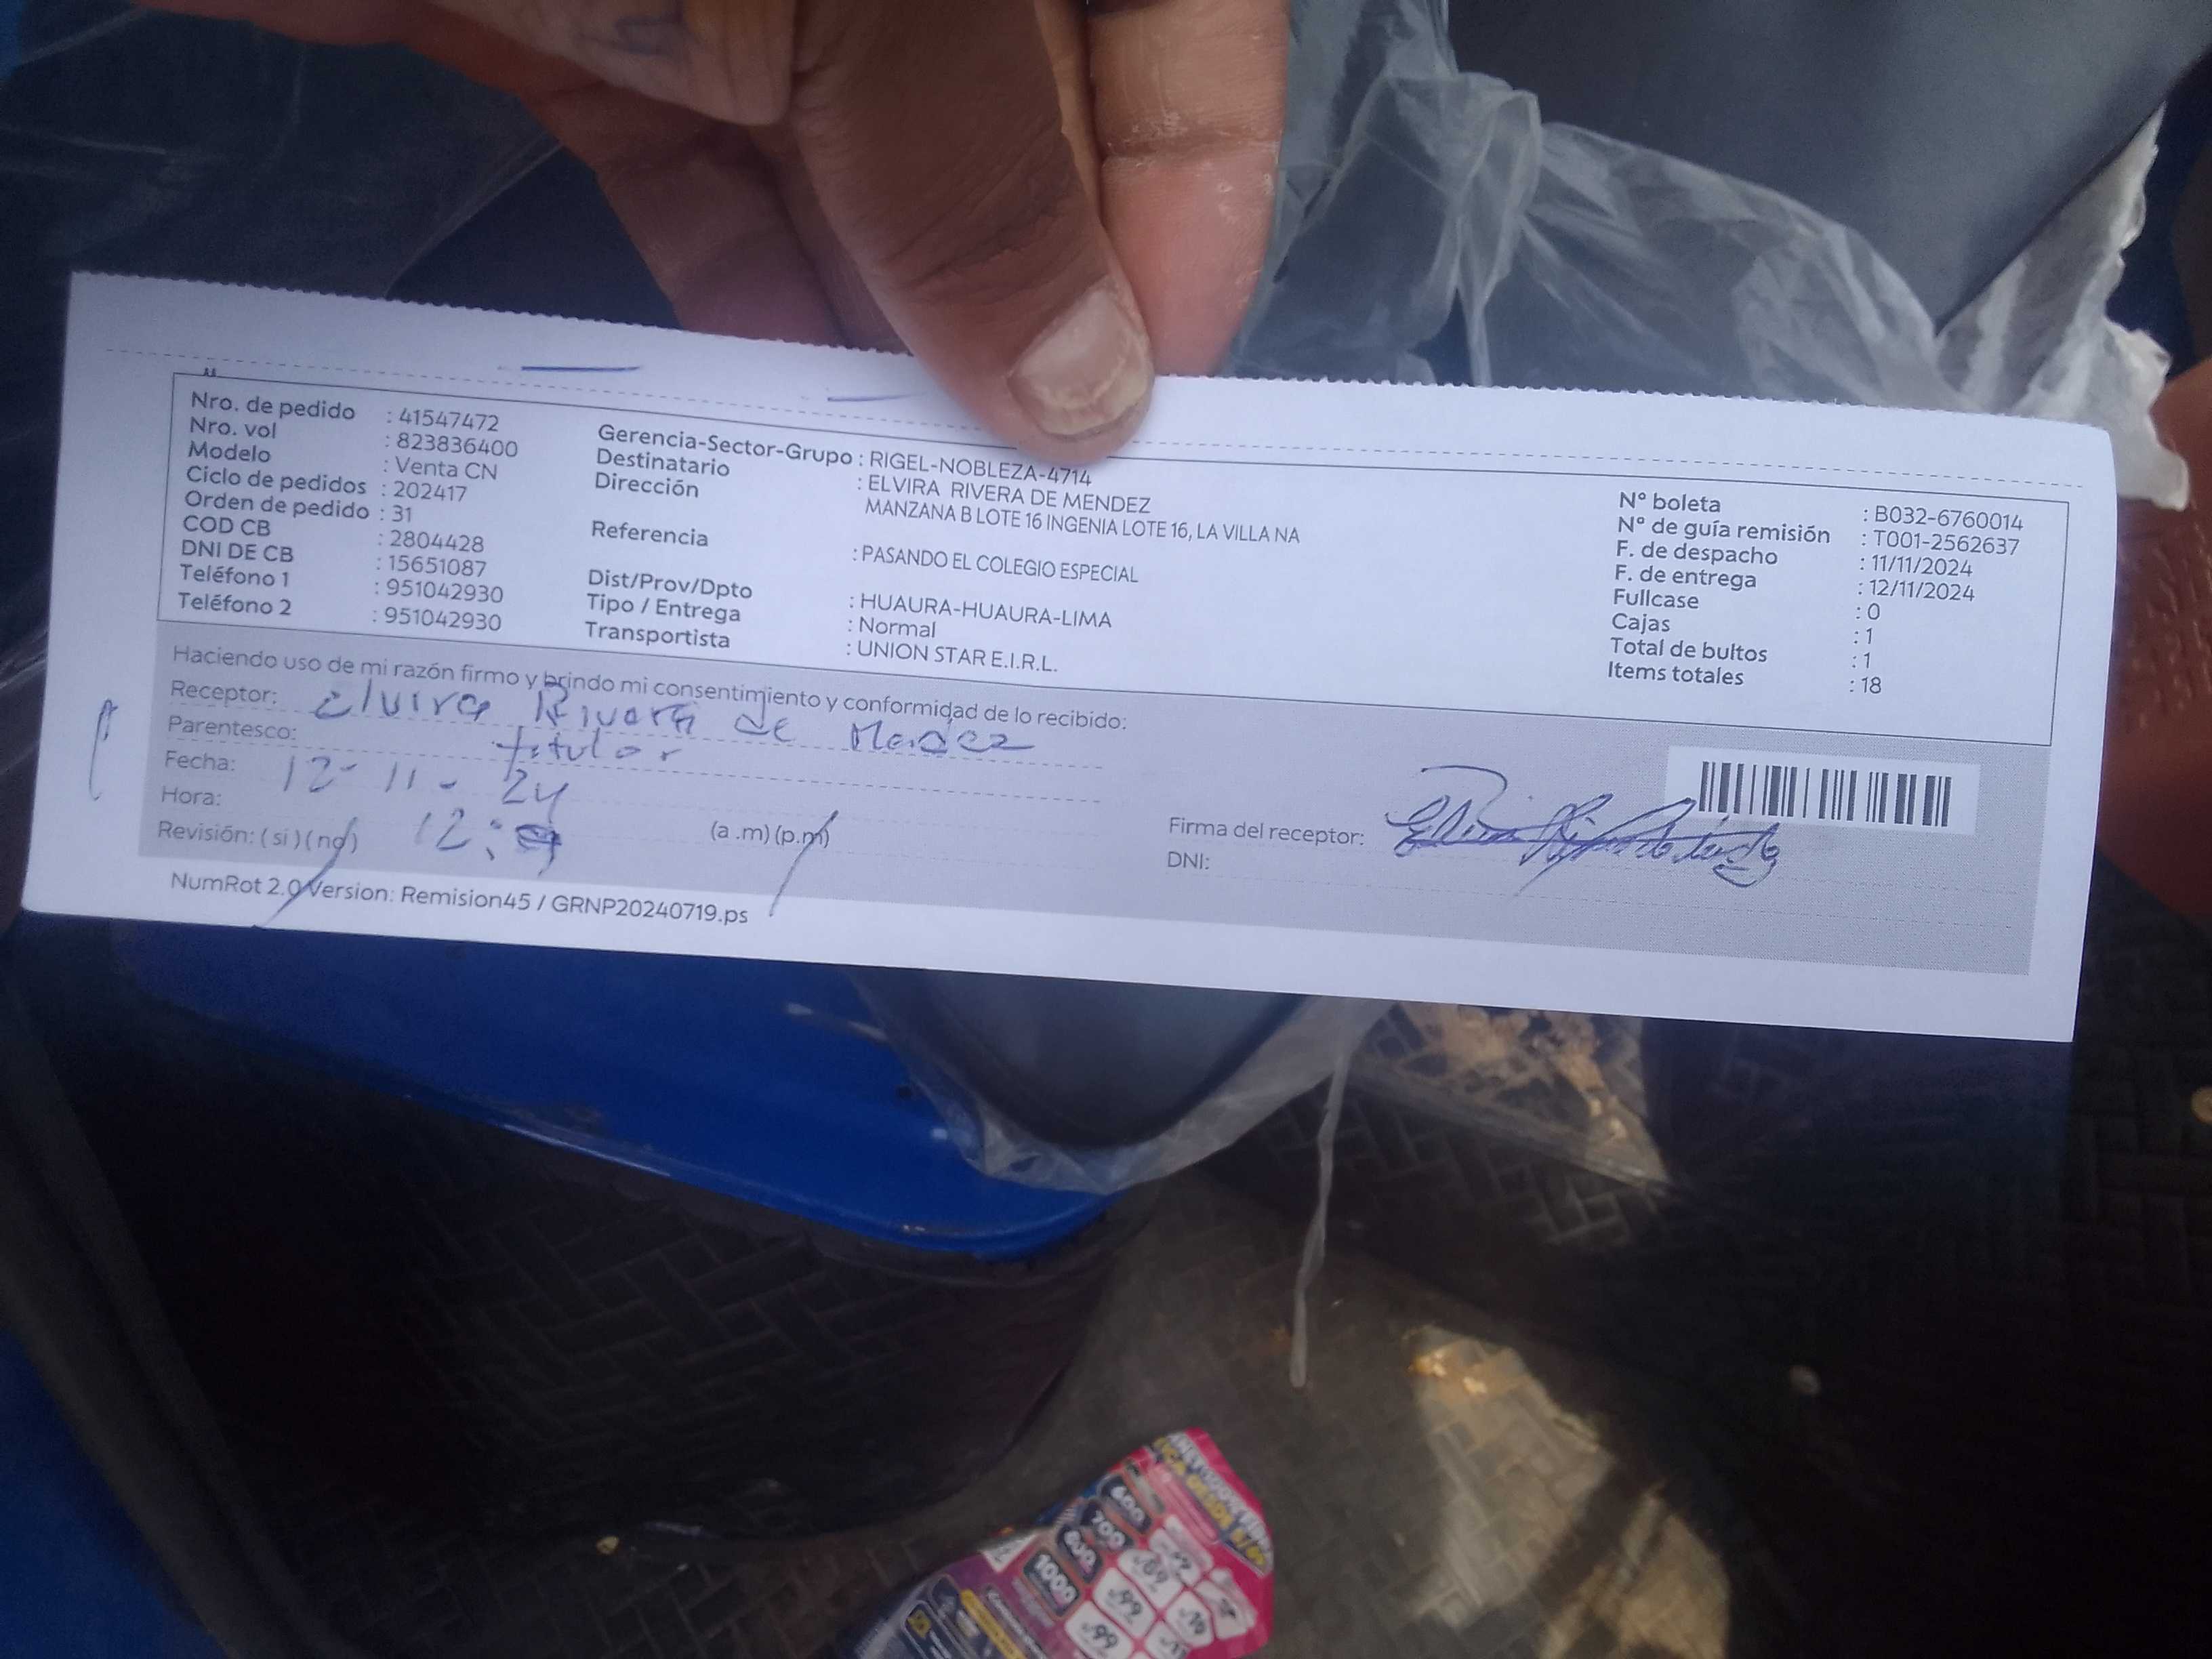 Nro. de pedido : 41547472
Nro. vol : 823836400
Modelo : Venta CN
Ciclo de pedidos : 202417
Orden de pedido : 31
COD CB : 2804428
DNI DE CB : 15651087
Teléfono 1 : 951042930
Teléfono 2 : 951042930
Gerencia-Sector-Grupo : RIGEL-NOBLEZA-4714
Destinatario : ELVIRA RIVERA DE MENDEZ
Dirección MANZANA B LOTE 16 INGENIA LOTE 16, LA VILLA NA
Referencia : PASANDO EL COLEGIO ESPECIAL
Dist/Prov/Dpto : HUAURA-HUAURA-LIMA
Tipo / Entrega : Normal
Transportista : UNION STAR E.I.R.L.
N° boleta : B032-6760014
N° de guía remisión : T001-2562637
F. de despacho : 11/11/2024
F. de entrega : 12/11/2024
Fullcase : 0
Cajas : 1
Total de bultos : 1
Items totales : 18
Haciendo uso de mi razón firmo y brindo mi consentimiento y conformidad de lo recibido:
Receptor: Elvira Rivera de
Parentesco: titular
Fecha: 12-11-24
Hora: 12:
(a .m) (p.m)
Revisión: ( si ) ( no )
Firma del receptor:
DNI:
NumRot 2.0 Version: Remision45 / GRNP20240719.ps
600
700
800
1000
99
99